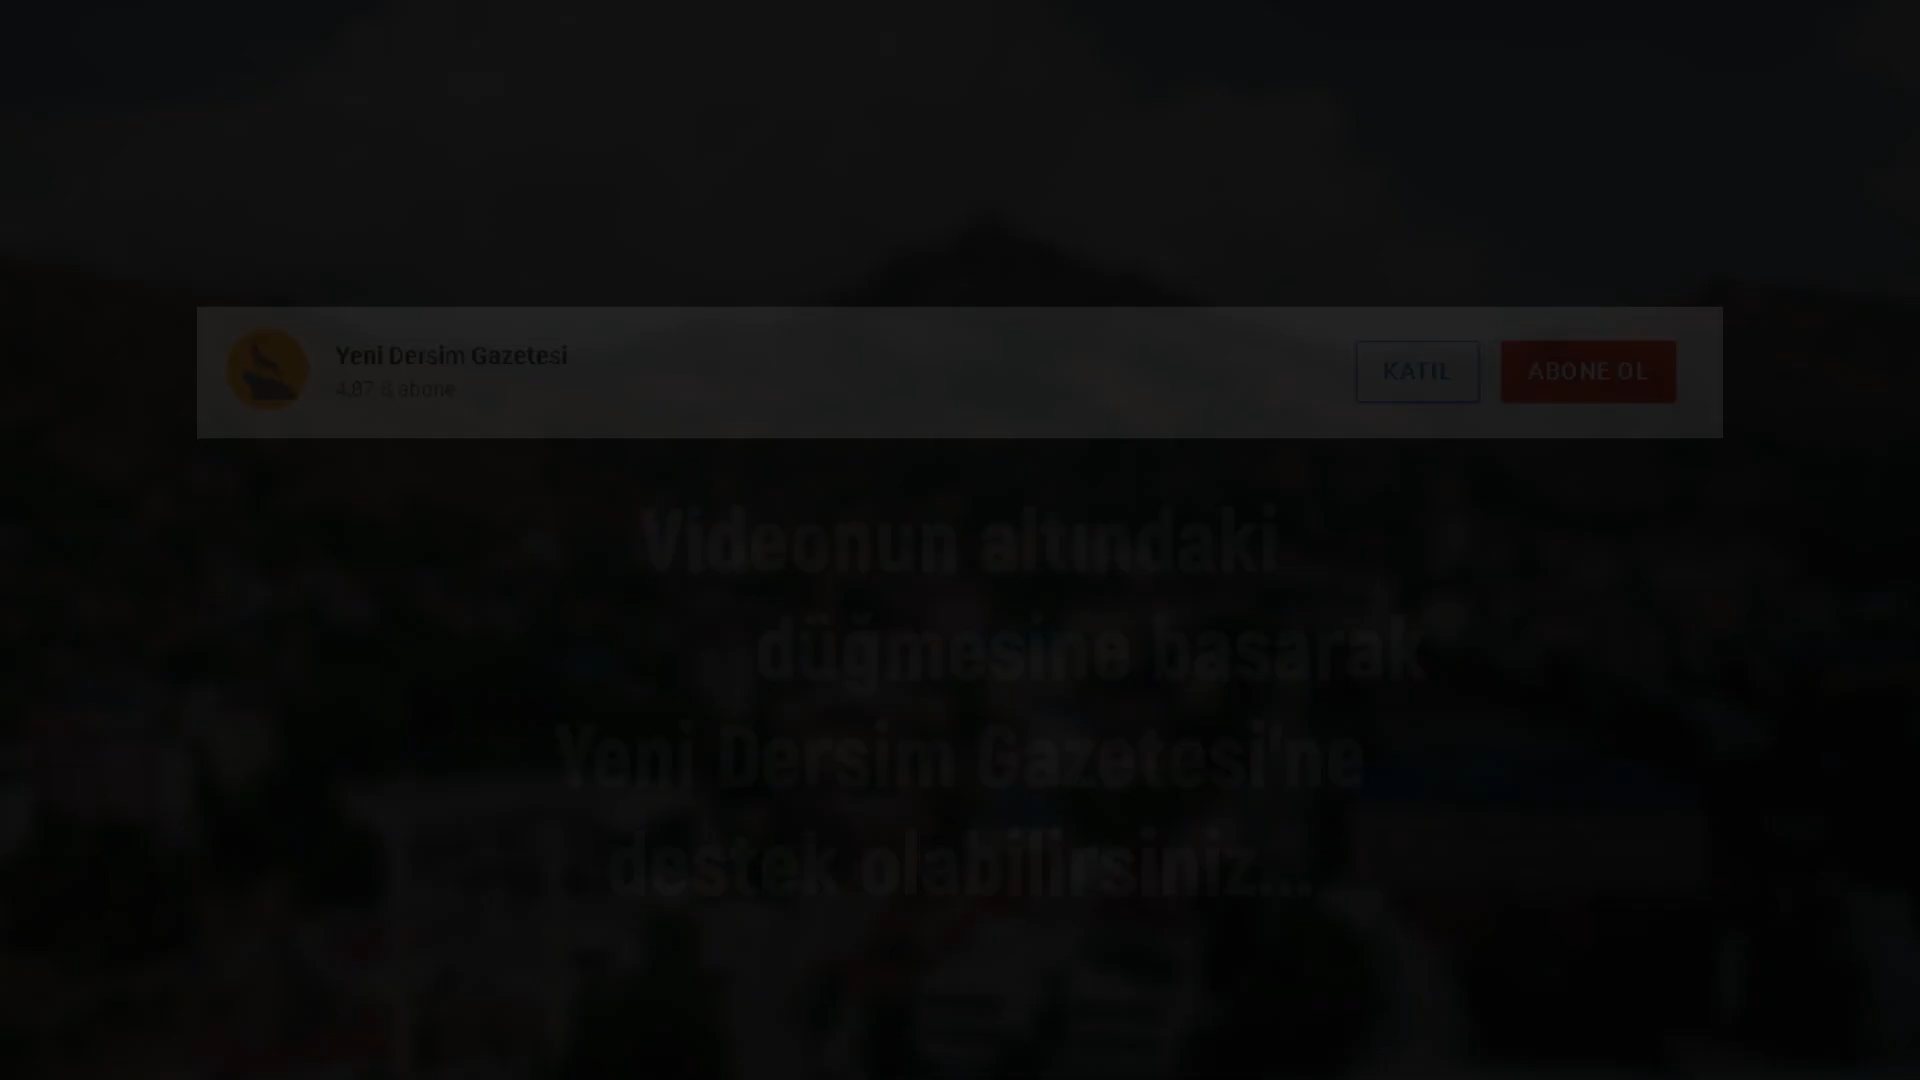 Yeni Dersim Gazetesi
4.87 B abone
KATIL
ABONE OL
Videonun altındaki
düğmesine basarak
Yeni Dersim Gazetesi'ne
destek olabilirsiniz...